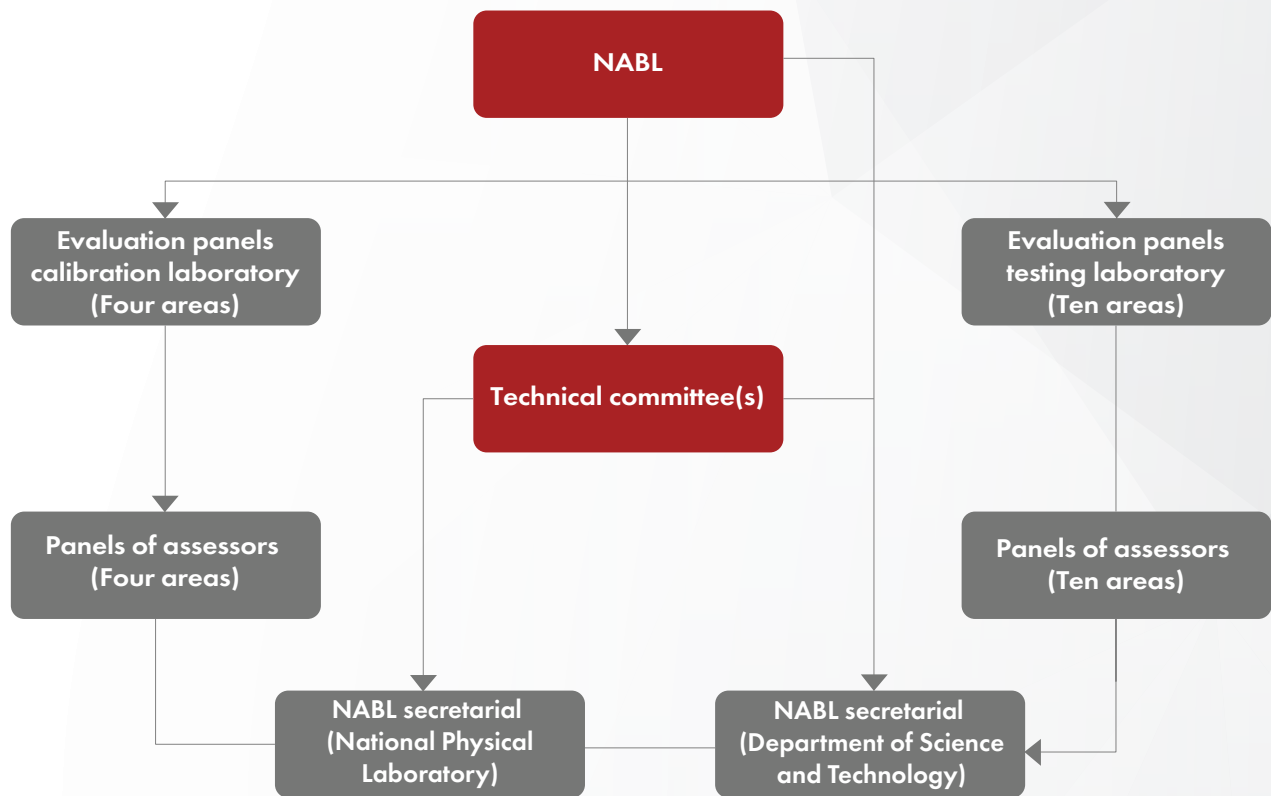 NABL
Evaluation panels
calibration laboratory
(Four areas)
Evaluation panels
testing laboratory
(Ten areas)
Technical committee(s)
Panels of assessors
(Four areas)
Panels of assessors
(Ten areas)
NABL secretarial
(National Physical
Laboratory)
NABL secretarial
(Department of Science
and Technology)